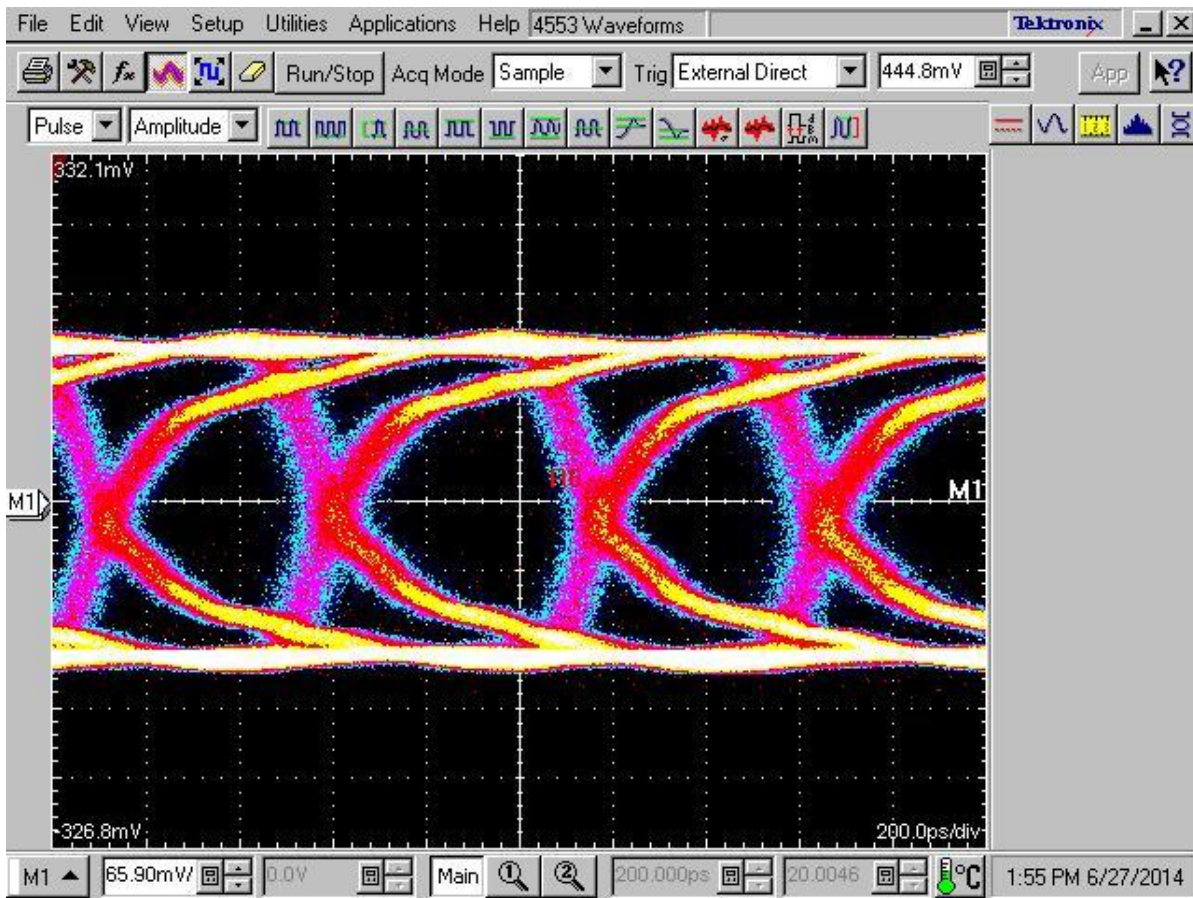 File Edit View Setup Utilities Applications Help 4553 Waveforms Tektronix
Run/Stop Acq Mode Sample Trig External Direct 444.8mV App
Pulse Amplitude
332.1mV
M1
M1
-326.8mV 200.0ps/div
M1 65.90mV/ 0.0V Main 1 2 200.000ps 20.0046 °C 1:55 PM 6/27/2014